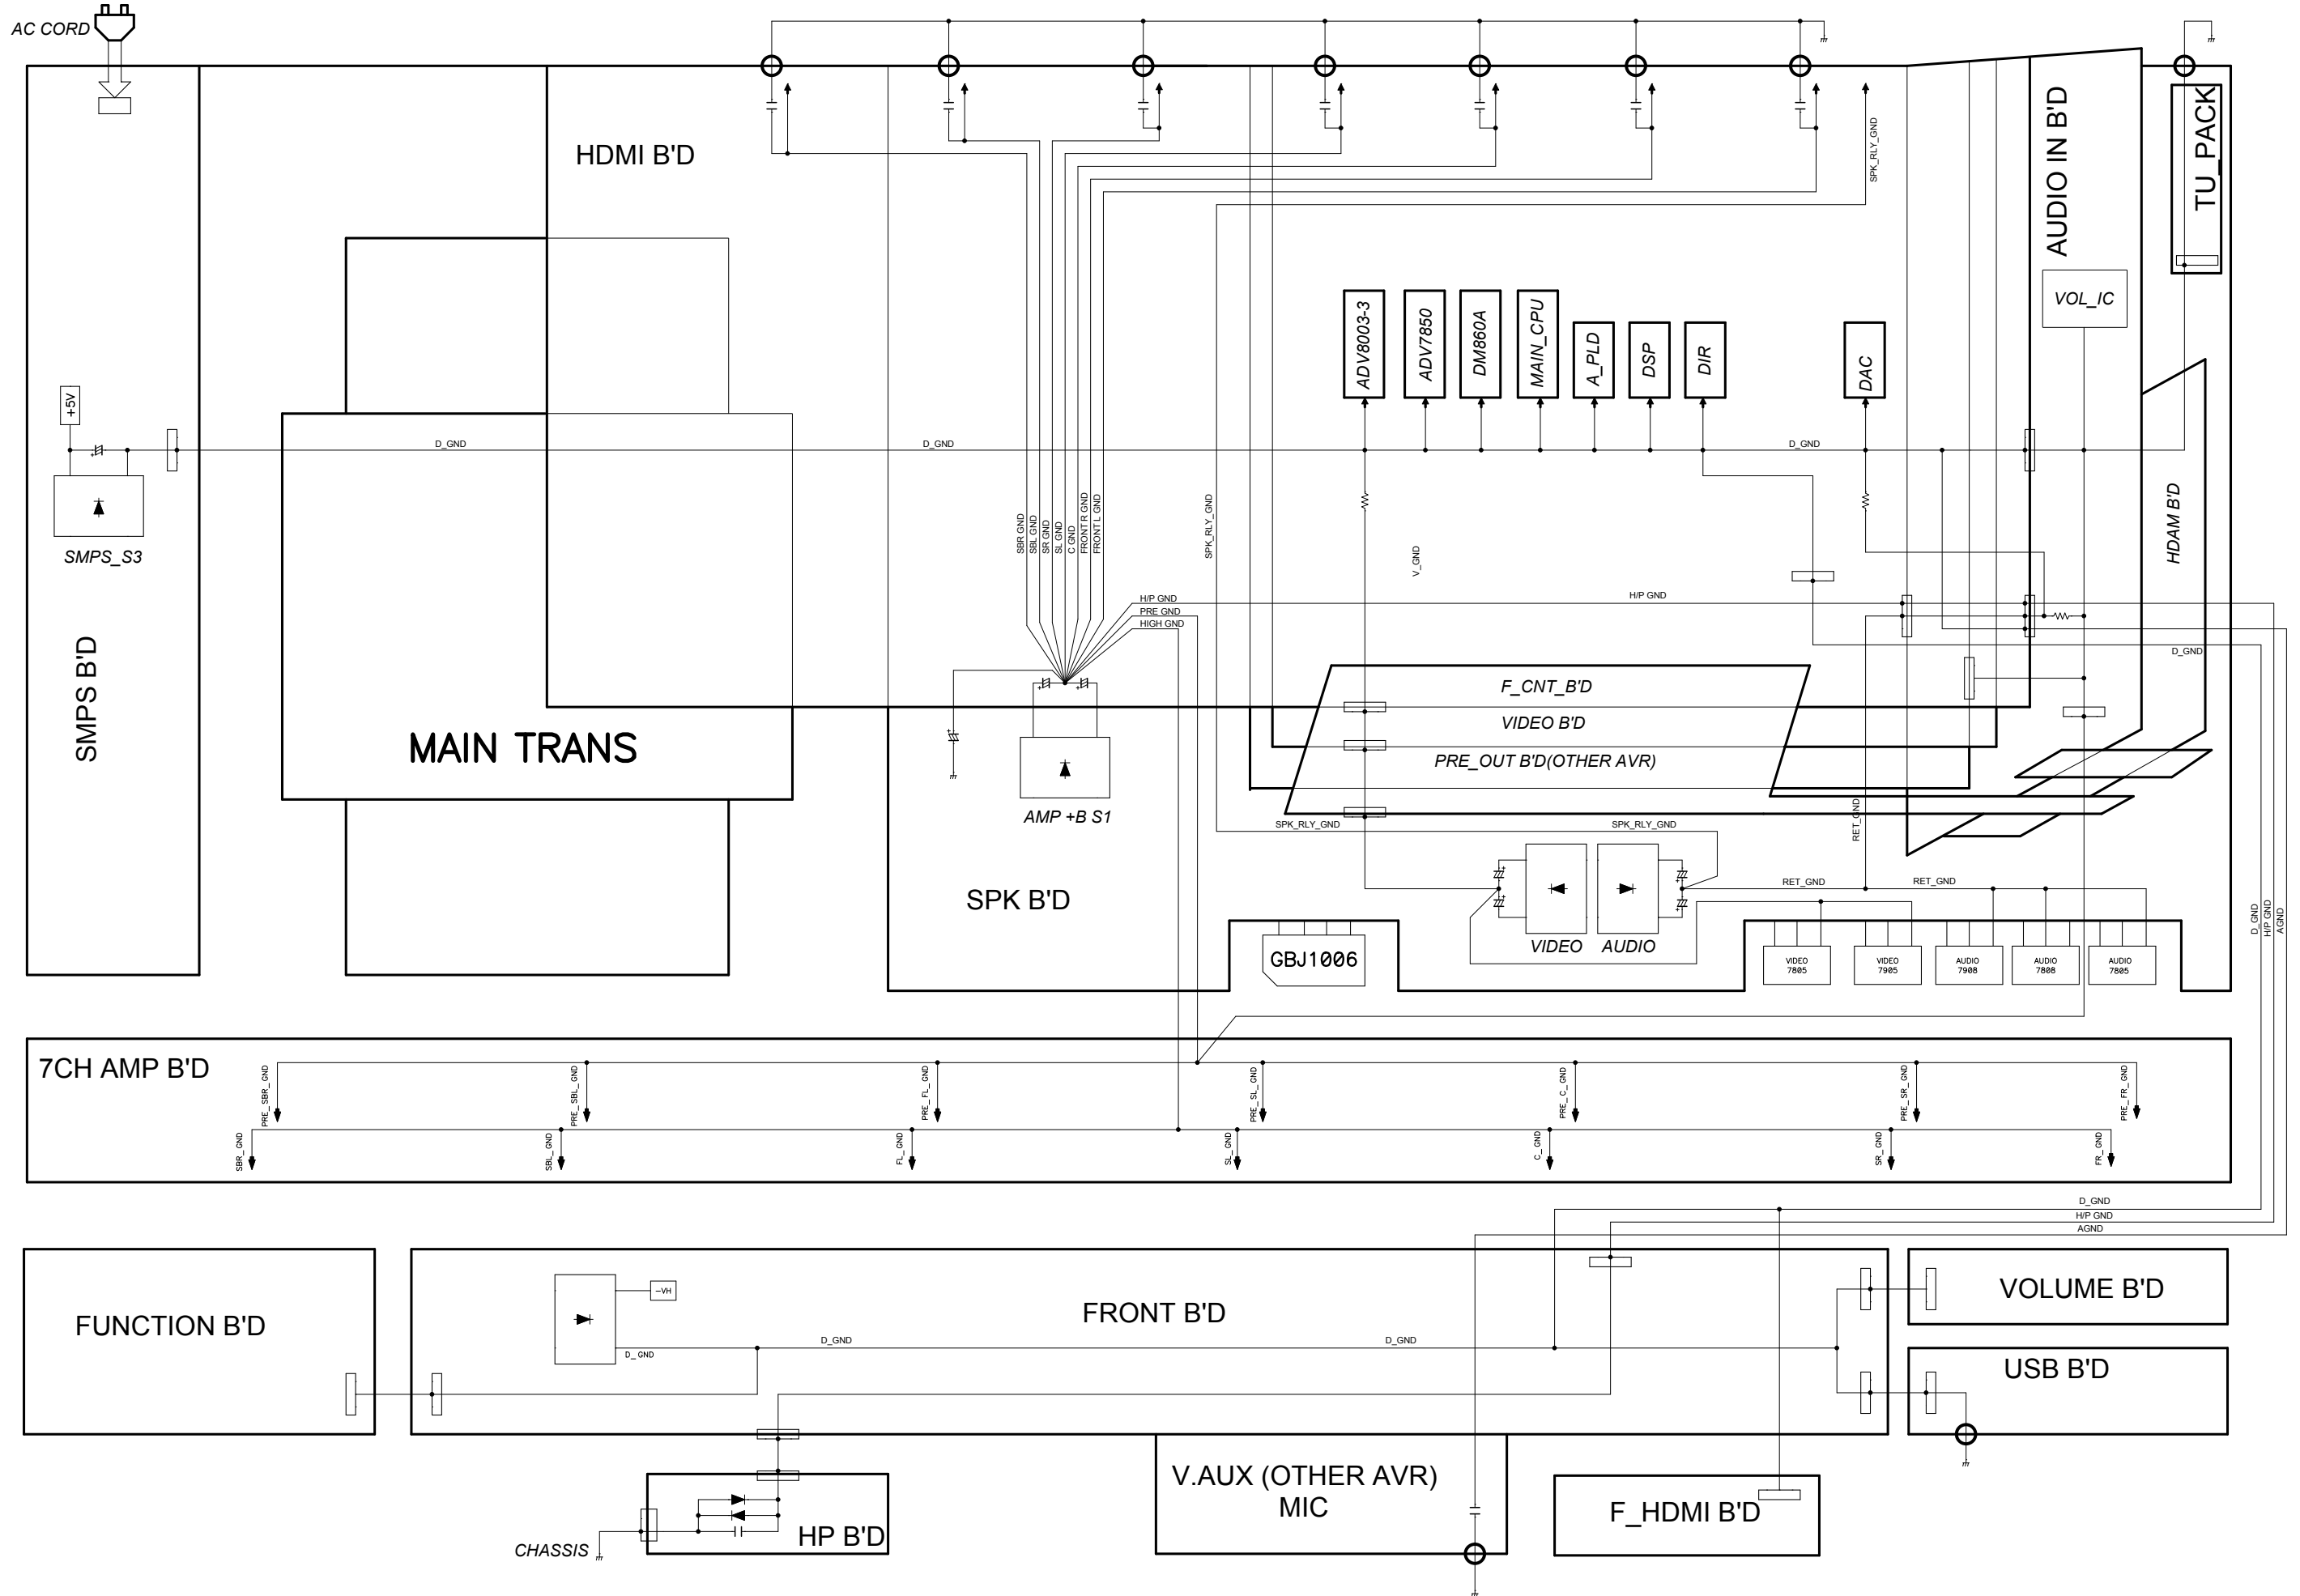 AC CORD
HDMI B'D
SPK_RLY_GND
AUDIO IN B'D
TU_PACK
VOL_IC
ADV8003-3
ADV7850
DM860A
MAIN_CPU
A_PLD
DSP
DIR
DAC
+5V
D_GND
D_GND
D_GND
SMPS_S3
SBR GND
SBL GND
SR GND
SL GND
C GND
FRONT R GND
FRONT L GND
SPK_RLY_GND
V_GND
HDAM B'D
H/P GND
PRE GND
HIGH GND
H/P GND
D_GND
SMPS B'D
MAIN TRANS
F_CNT_B'D
VIDEO B'D
PRE_OUT B'D(OTHER AVR)
AMP +B S1
SPK_RLY_GND
SPK_RLY_GND
RET_GND
RET_GND
RET_GND
SPK B'D
VIDEO
AUDIO
GBJ1006
VIDEO
7805
VIDEO
7905
AUDIO
7908
AUDIO
7808
AUDIO
7805
D_GND
H/P GND
AGND
7CH AMP B'D
PRE_SBR_GND
PRE_SBL_GND
PRE_FL_GND
PRE_SL_GND
PRE_C_GND
PRE_SR_GND
PRE_FR_GND
SBR_GND
SBL_GND
FL_GND
SL_GND
C_GND
SR_GND
FR_GND
D_GND
H/P GND
AGND
FUNCTION B'D
-VH
D_GND
FRONT B'D
D_GND
D_GND
VOLUME B'D
USB B'D
CHASSIS
HP B'D
V.AUX (OTHER AVR)
MIC
F_HDMI B'D